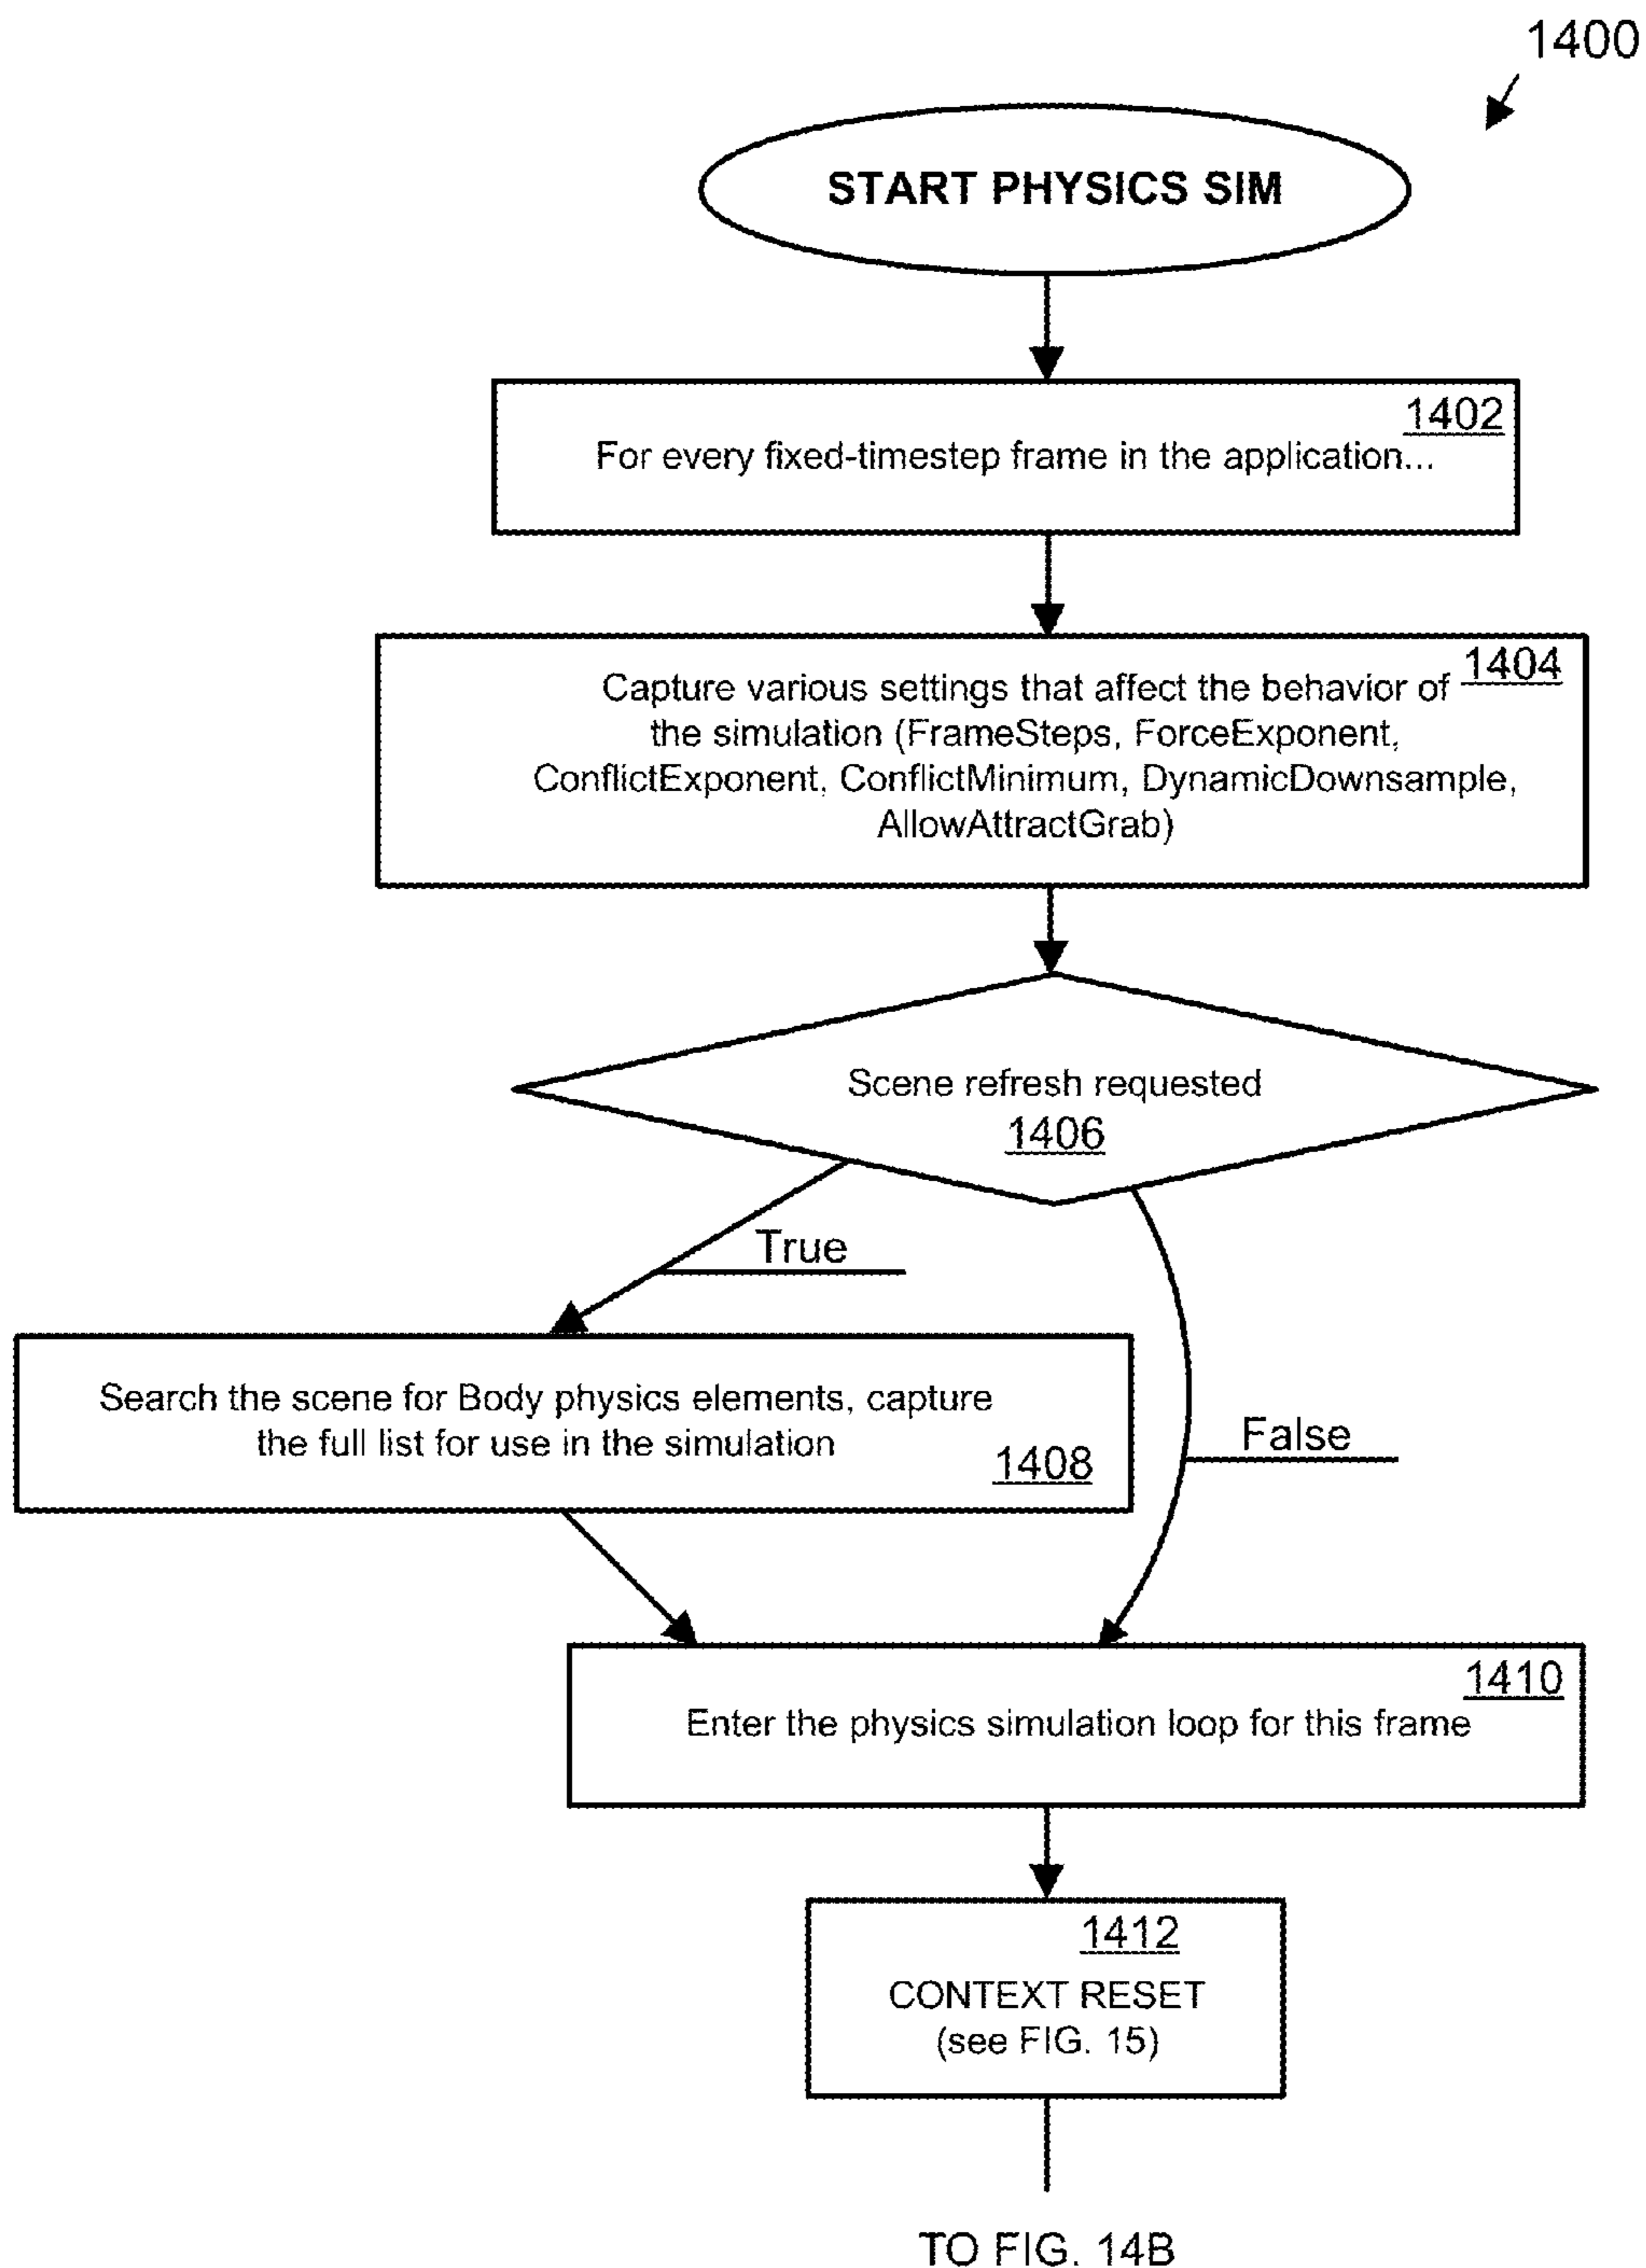 1400
START PHYSICS SIM
1402
For every fixed-timestep frame in the application...
1404
Capture various settings that affect the behavior of
the simulation (FrameSteps, ForceExponent,
ConflictExponent, ConflictMinimum, DynamicDownsample,
AllowAttractGrab)
Scene refresh requested
1406
True
False
Search the scene for Body physics elements, capture
the full list for use in the simulation
1408
1410
Enter the physics simulation loop for this frame
1412
CONTEXT RESET
(see FIG. 15)
TO FIG. 14B